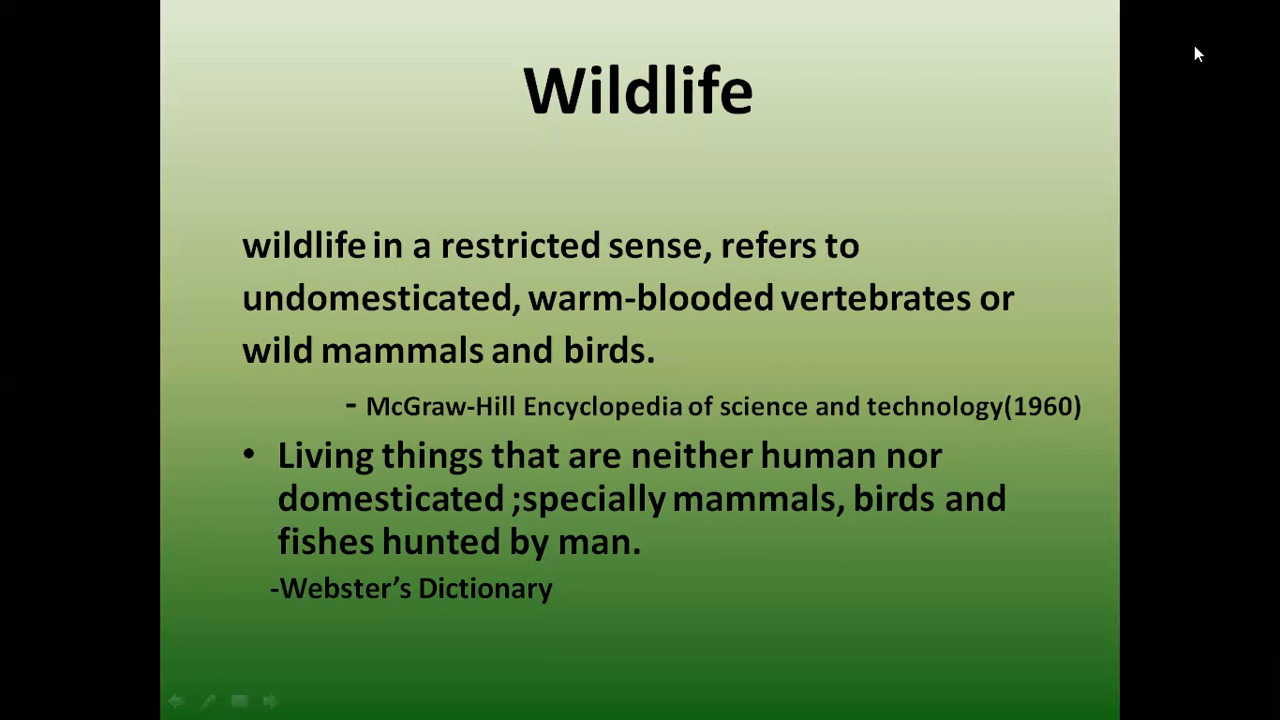 Wildlife
wildlife in a restricted sense, refers to
undomesticated, warm-blooded vertebrates or
wild mammals and birds.
- McGraw-Hill Encyclopedia of science and technology(1960)
• Living things that are neither human nor
domesticated ;specially mammals, birds and
fishes hunted by man.
-Webster’s Dictionary